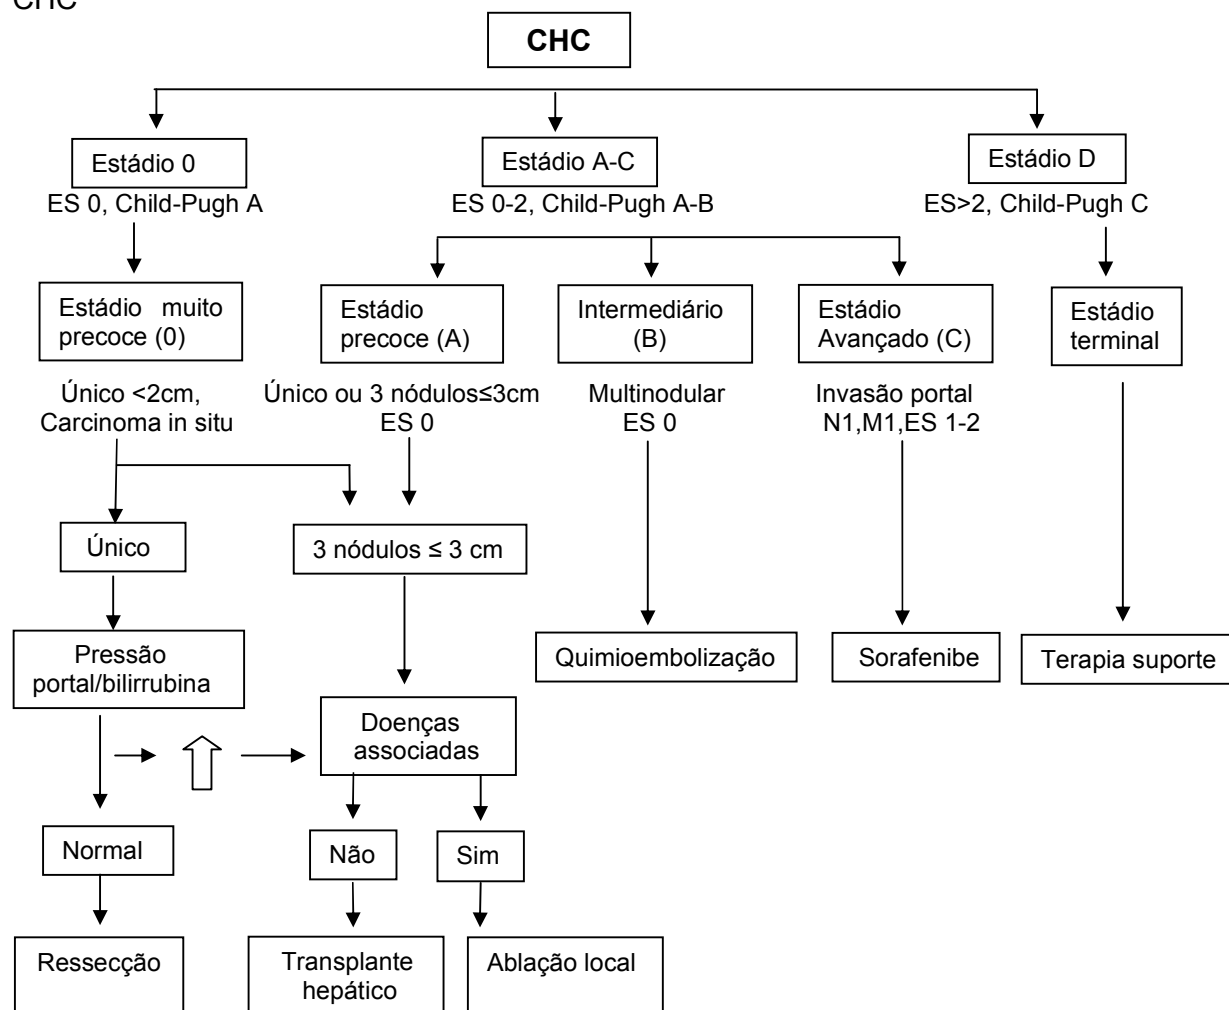 CHC
CHC
Estádio 0
Estádio A-C
Estádio D
ES 0, Child-Pugh A
ES 0-2, Child-Pugh A-B
ES>2, Child-Pugh C
Estádio muito
precoce (0)
Estádio
precoce (A)
Intermediário
(B)
Estádio
Avançado (C)
Estádio
terminal
Único <2cm,
Carcinoma in situ
Único ou 3 nódulos≤3cm
ES 0
Multinodular
ES 0
Invasão portal
N1,M1,ES 1-2
Único
3 nódulos ≤ 3 cm
Pressão
portal/bilirrubina
Quimioembolização
Sorafenibe
Terapia suporte
Doenças
associadas
Normal
Não
Sim
Ressecção
Transplante
hepático
Ablação local